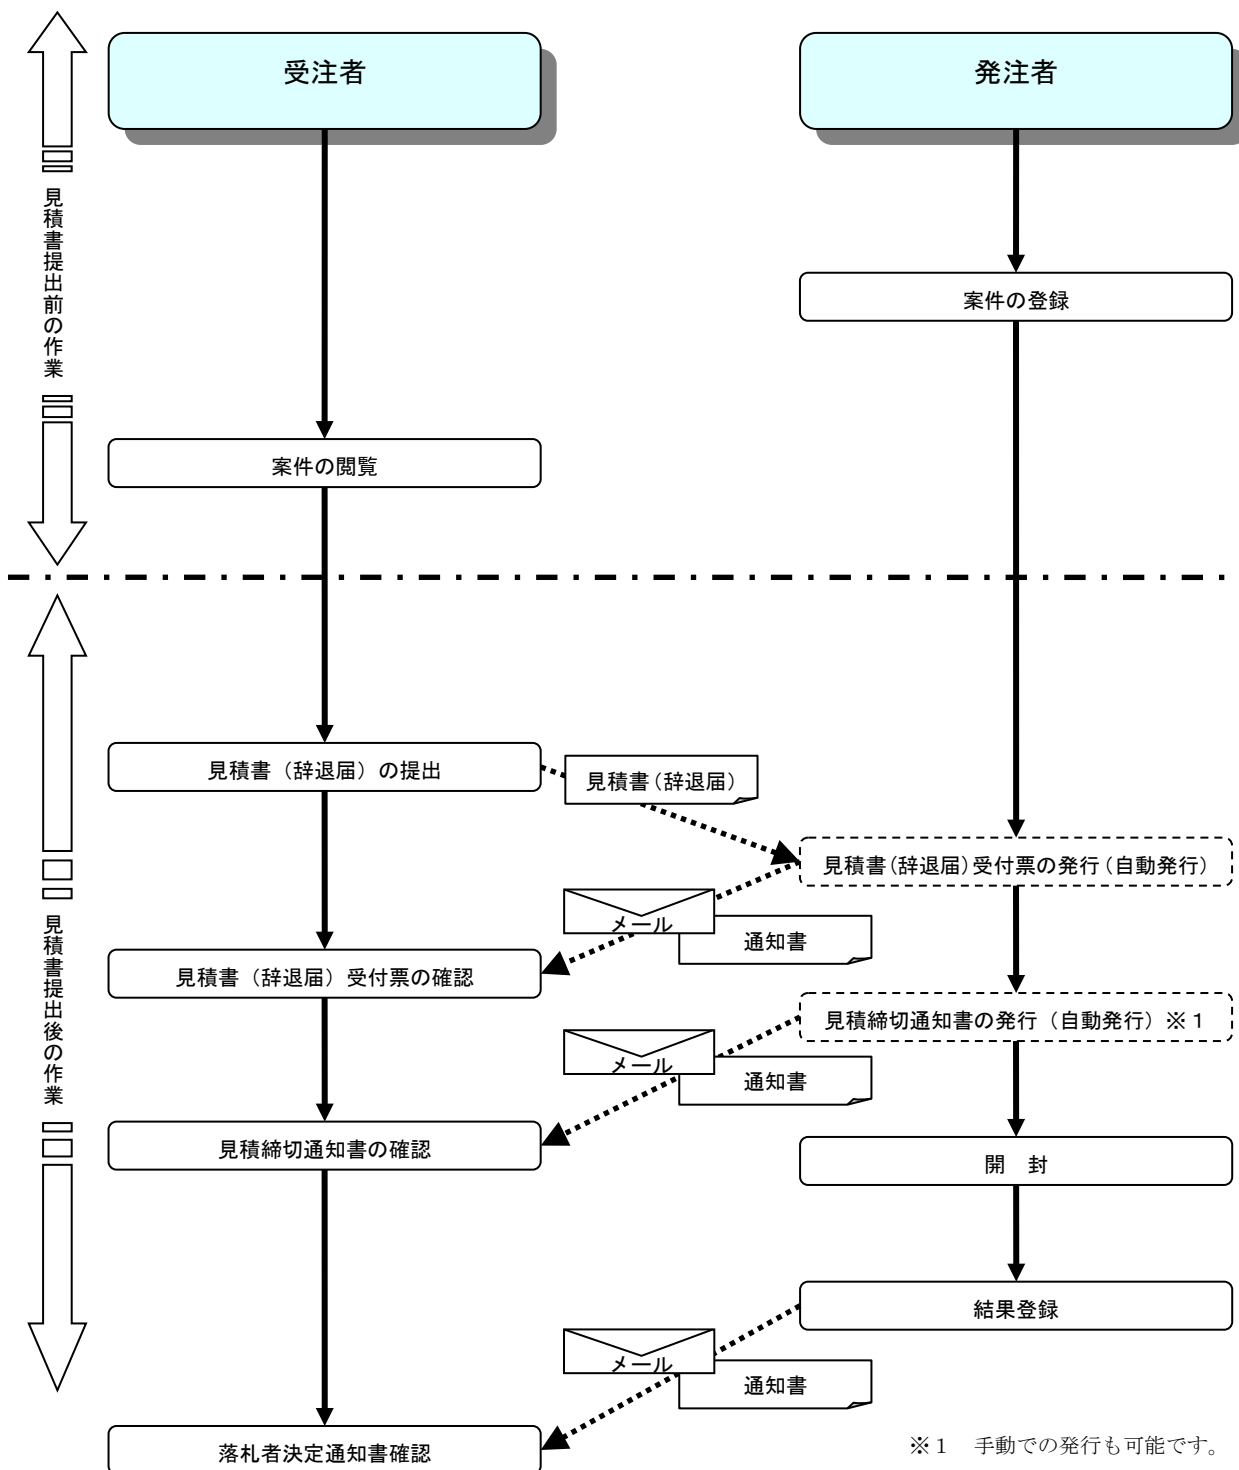 受注者
発注者
見積書提出前の作業
案件の登録
案件の閲覧
見積書提出後の作業
見積書（辞退届）の提出
見積書（辞退届）
見積書（辞退届）受付票の発行（自動発行）
メール
通知書
見積書（辞退届）受付票の確認
見積締切通知書の発行（自動発行）※１
メール
通知書
見積締切通知書の確認
開　封
結果登録
メール
通知書
落札者決定通知書確認
※１　手動での発行も可能です。